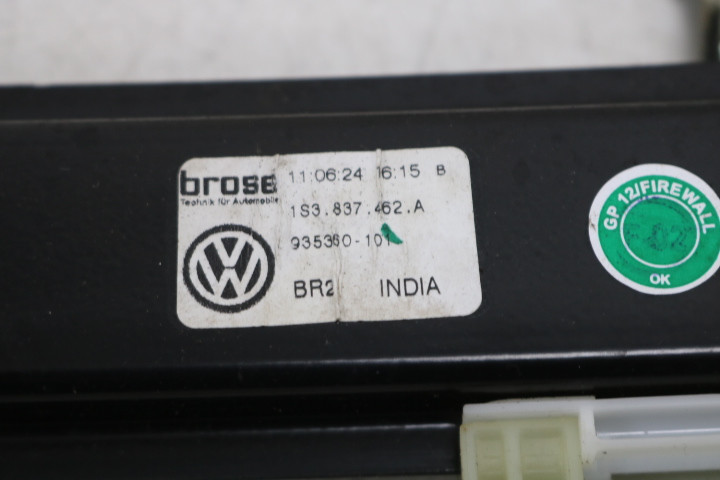 brose
Technik für Automobile
11:06:24 16:15 B
1S3.837.462.A
935360-101
BR2 INDIA
GP 12/FIREWALL
OK